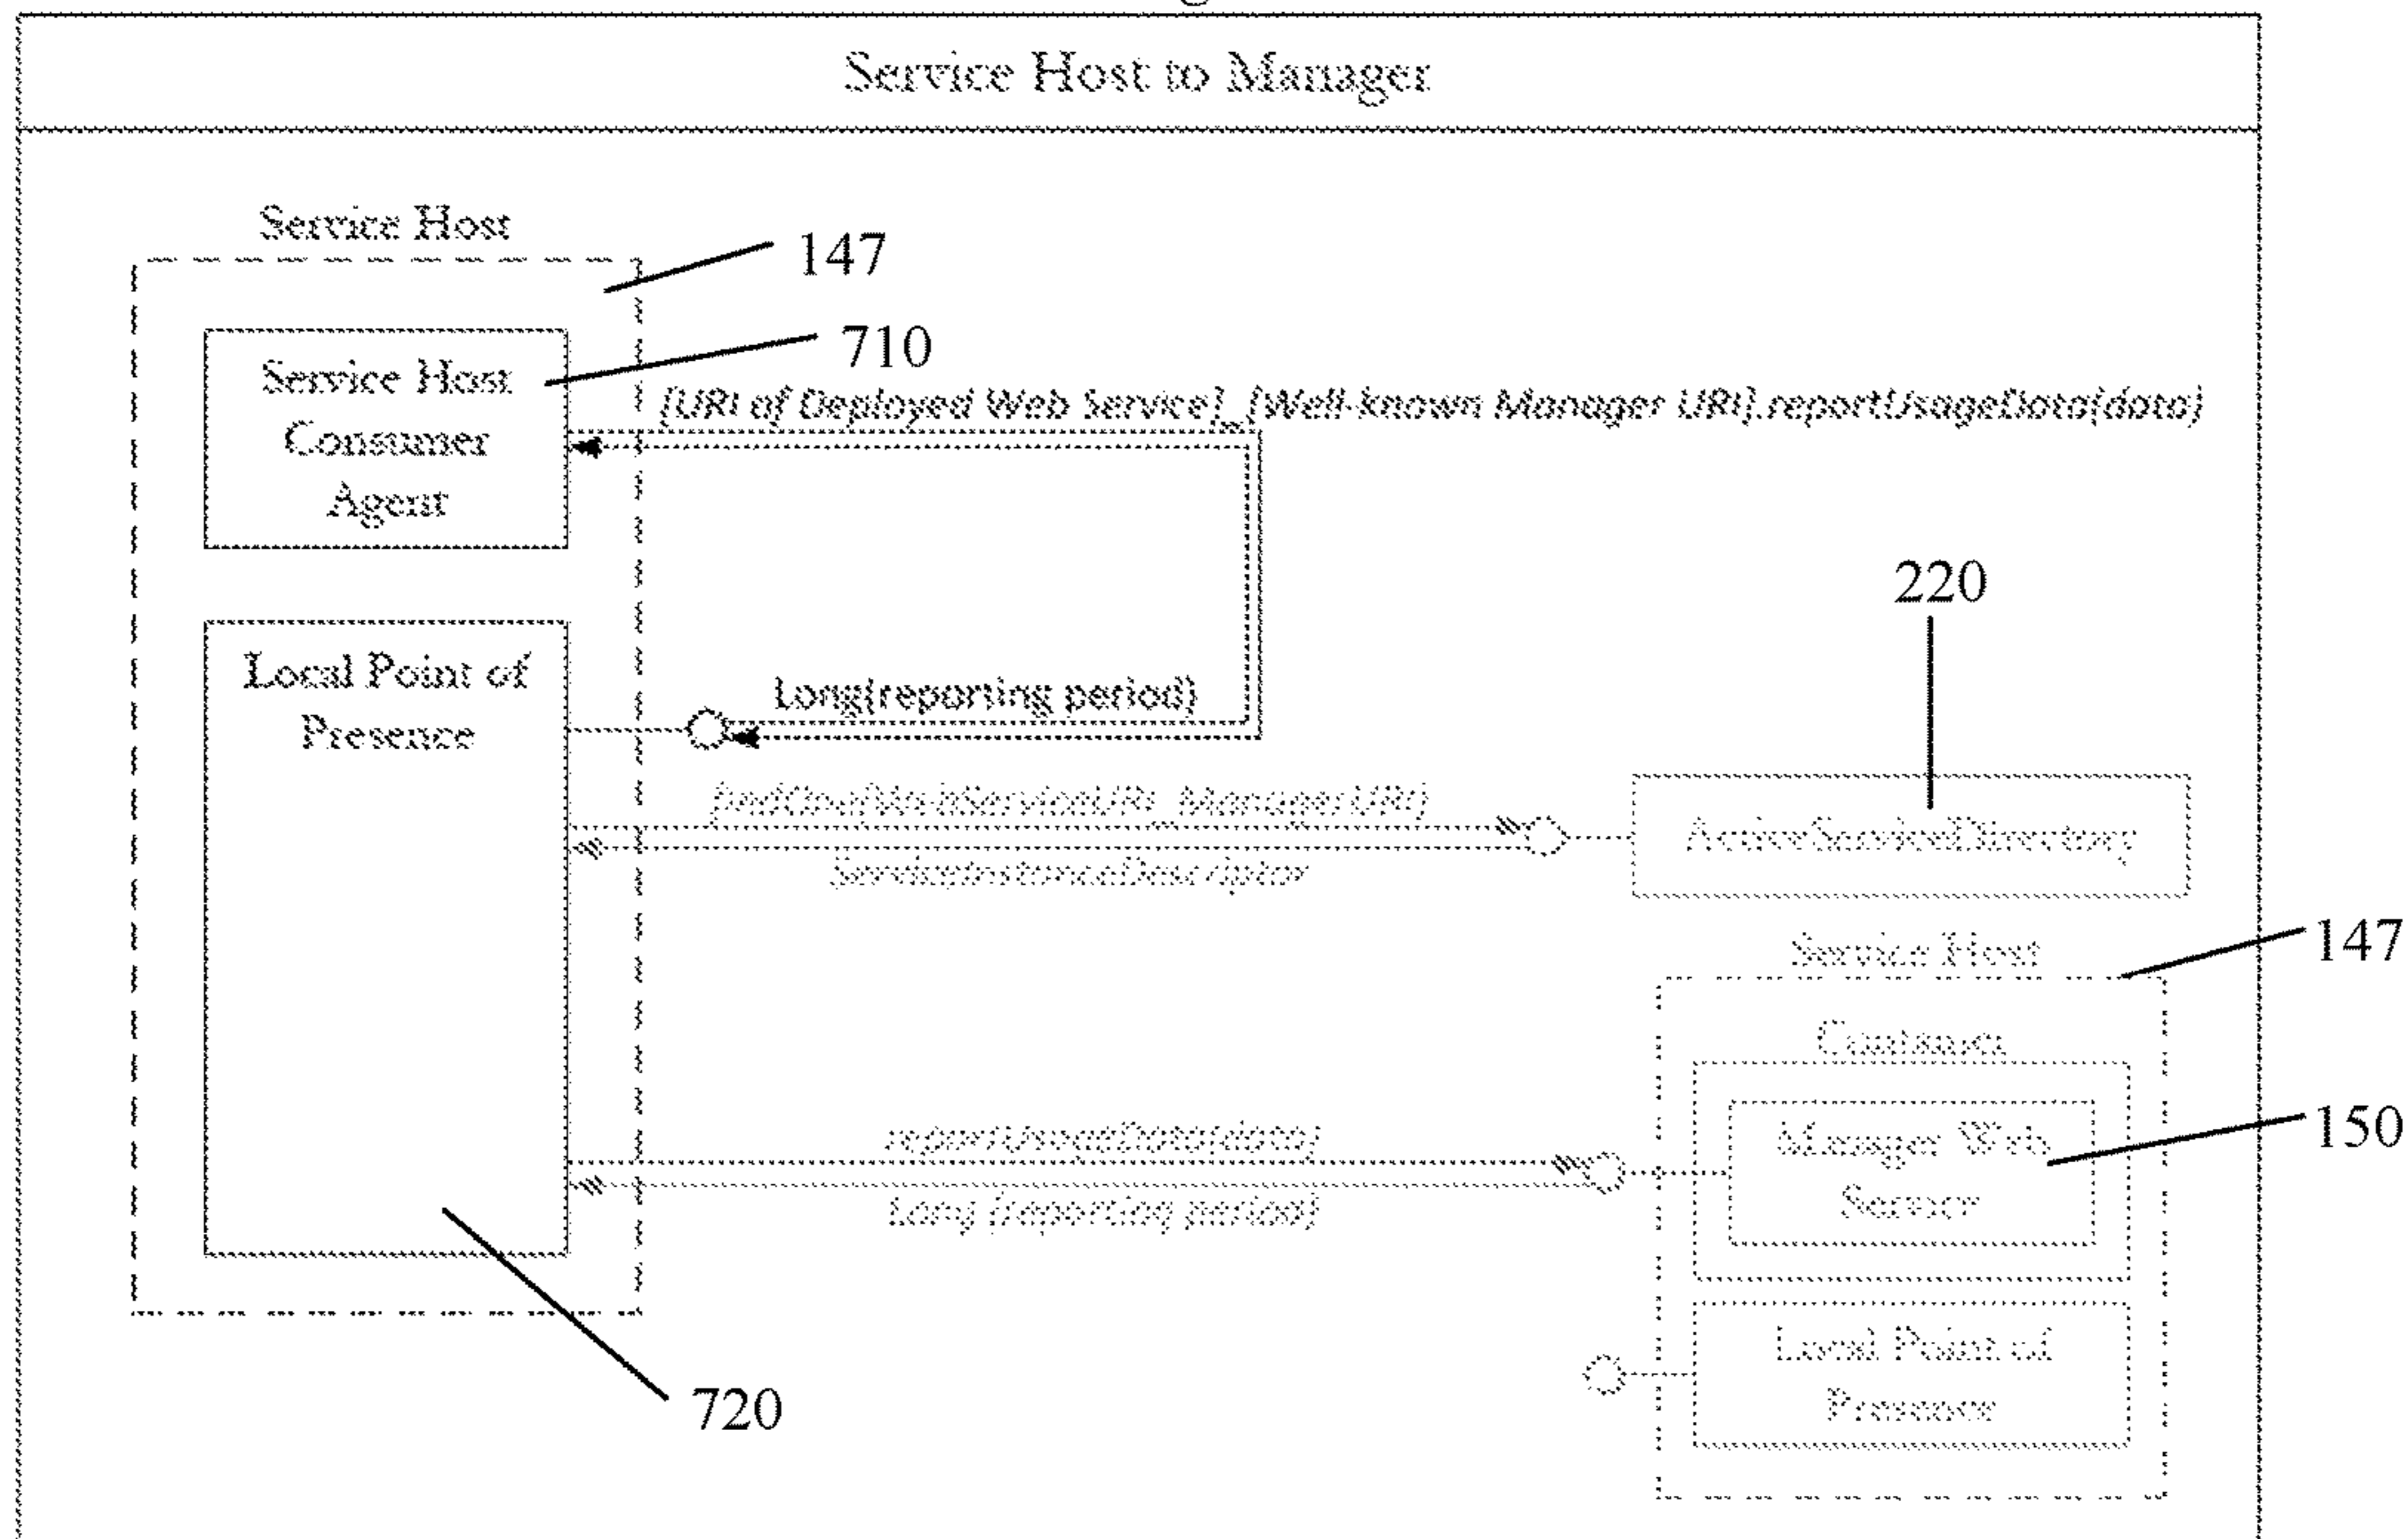 Service Host to Manager
Service Host
147
710
Service Host
Consumer
Agent
[URI of Deployed Web Service]_[Well-known Manager URI].reportUsageData(data)
220
Local Point of
Presence
Long(reporting period)
ActiveServiceDirectory
ServiceInstanceDescriptor
147
Service Host
Container
reportUsageData(data)
Manager Web
Service
150
Long (reporting period)
Local Point of
Presence
720